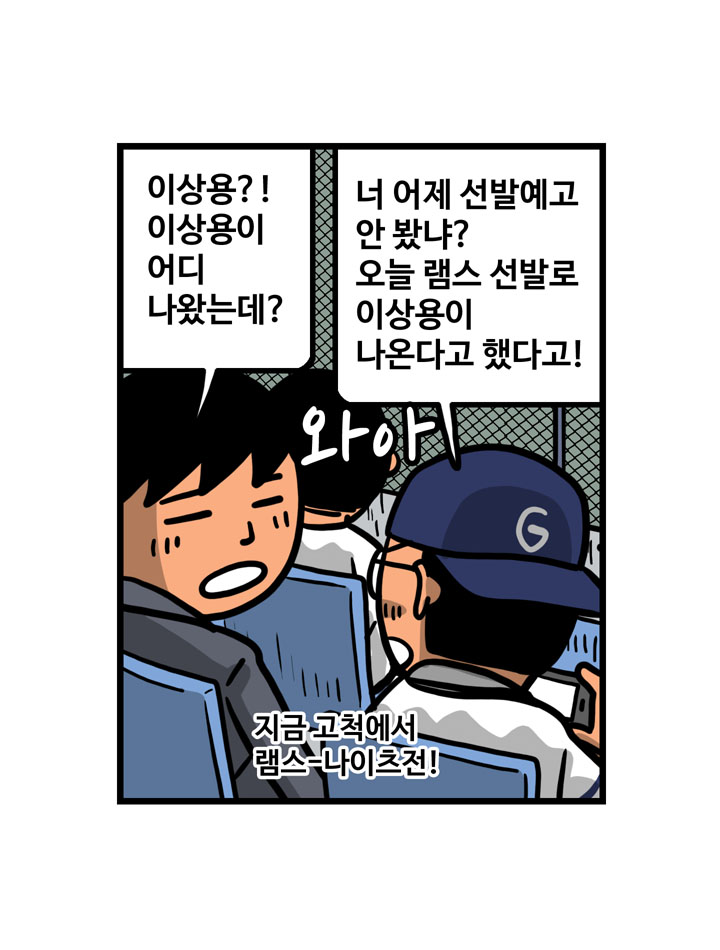 이상용?!
이상용이
어디
나왔는데?
너 어제 선발예고
안 봤냐?
오늘 램스 선발로
이상용이
나온다고 했다고!
와아
G
지금 고척에서
램스-나이츠전!